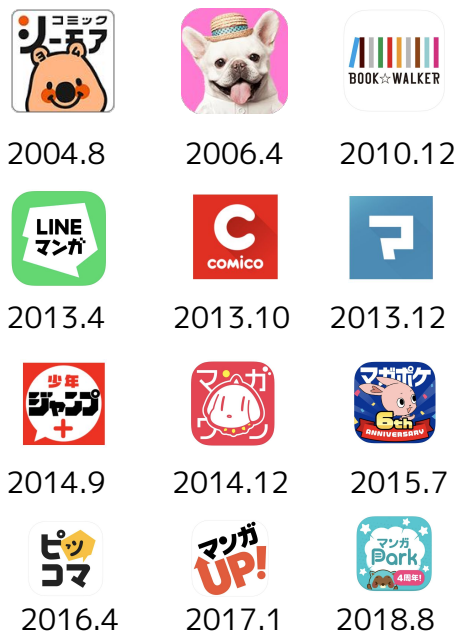 コミック
シーモア
BOOK☆WALKER
2004.8
2006.4
2010.12
LINE
マンガ
comico
マ
2013.4
2013.10
2013.12
少年
ジャンプ
+
マンガ
ワン
マガポケ
6th
ANNIVERSARY
2014.9
2014.12
2015.7
ピッ
コマ
マンガ
UP!
マンガ
Park
4周年!
2016.4
2017.1
2018.8